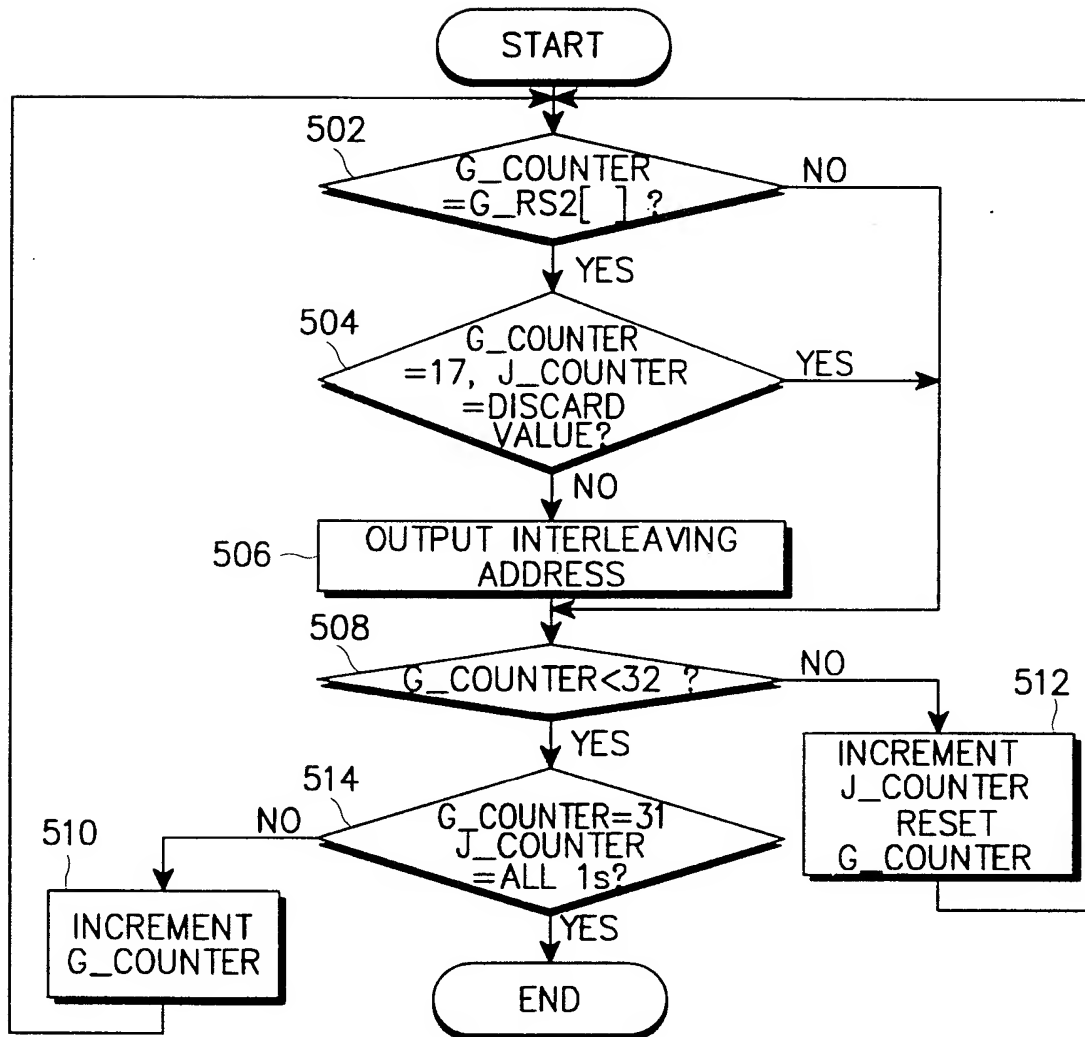 START
502
G_COUNTER
=G_RS2[ ] ?
NO
YES
504
G_COUNTER
=17, J_COUNTER
=DISCARD
VALUE?
YES
NO
506
OUTPUT INTERLEAVING
ADDRESS
508
G_COUNTER<32 ?
NO
YES
512
INCREMENT
J_COUNTER
RESET
G_COUNTER
514
G_COUNTER=31
J_COUNTER
=ALL 1s?
NO
YES
510
INCREMENT
G_COUNTER
END